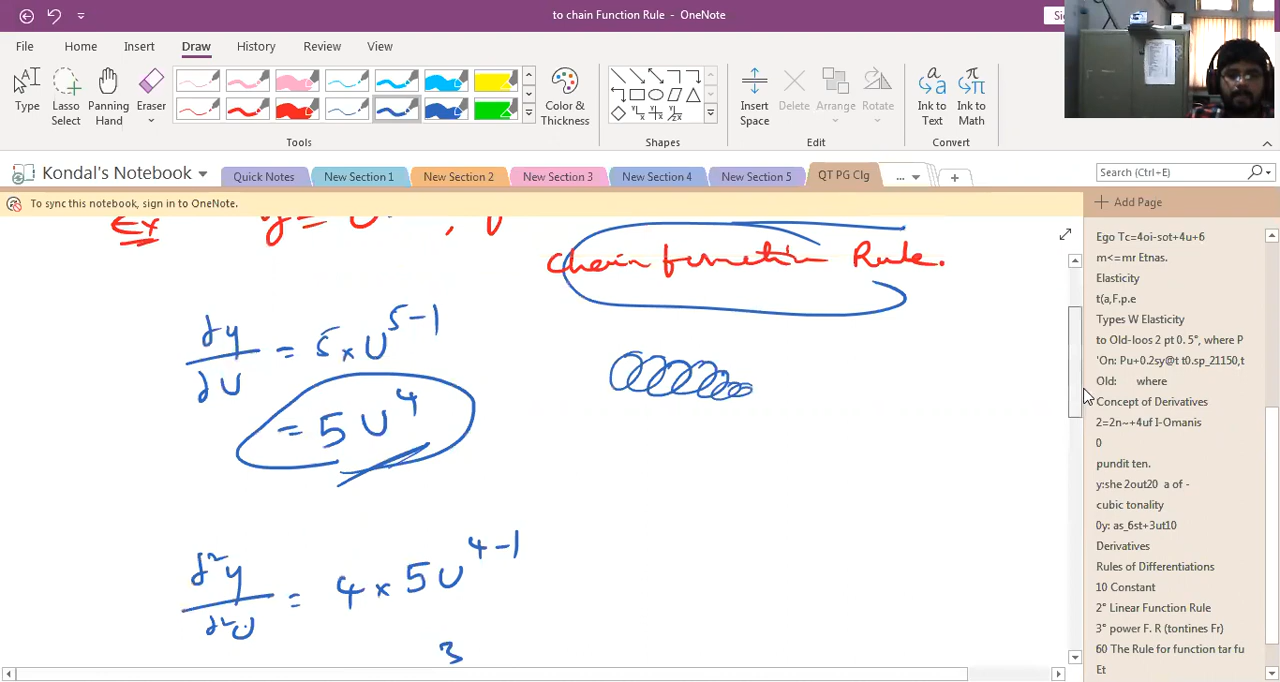 to chain Function Rule - OneNote
Si
File Home Insert Draw History Review View
Type
Lasso Select
Panning Hand
Eraser
Color & Thickness
Insert Space
Delete
Arrange
Rotate
Ink to Text
Ink to Math
Tools
Shapes
Edit
Convert
Kondal's Notebook
Quick Notes
New Section 1
New Section 2
New Section 3
New Section 4
New Section 5
QT PG Clg
...
Search (Ctrl+E)
To sync this notebook, sign in to OneNote.
Add Page
Ex y = U ,
Chain function Rule.
dy/dU = 5 × U^5-1
= 5 U^4
d²y/d²U = 4 × 5 U^4-1
3
Ego Tc=4oi-sot+4u+6
m<=mr Etnas.
Elasticity
t(a,F.p.e
Types W Elasticity
to Old-loos 2 pt 0.5°, where P
'On: Pu+0.2sy@t t0.sp_21150,t
Old: where
Concept of Derivatives
2=2n~+4uf I-Omanis
0
pundit ten.
y:she 2out20 a of -
cubic tonality
0y: as_6st+3ut10
Derivatives
Rules of Differentiations
10 Constant
2° Linear Function Rule
3° power F. R (tontines Fr)
60 The Rule for function tar fu
Et